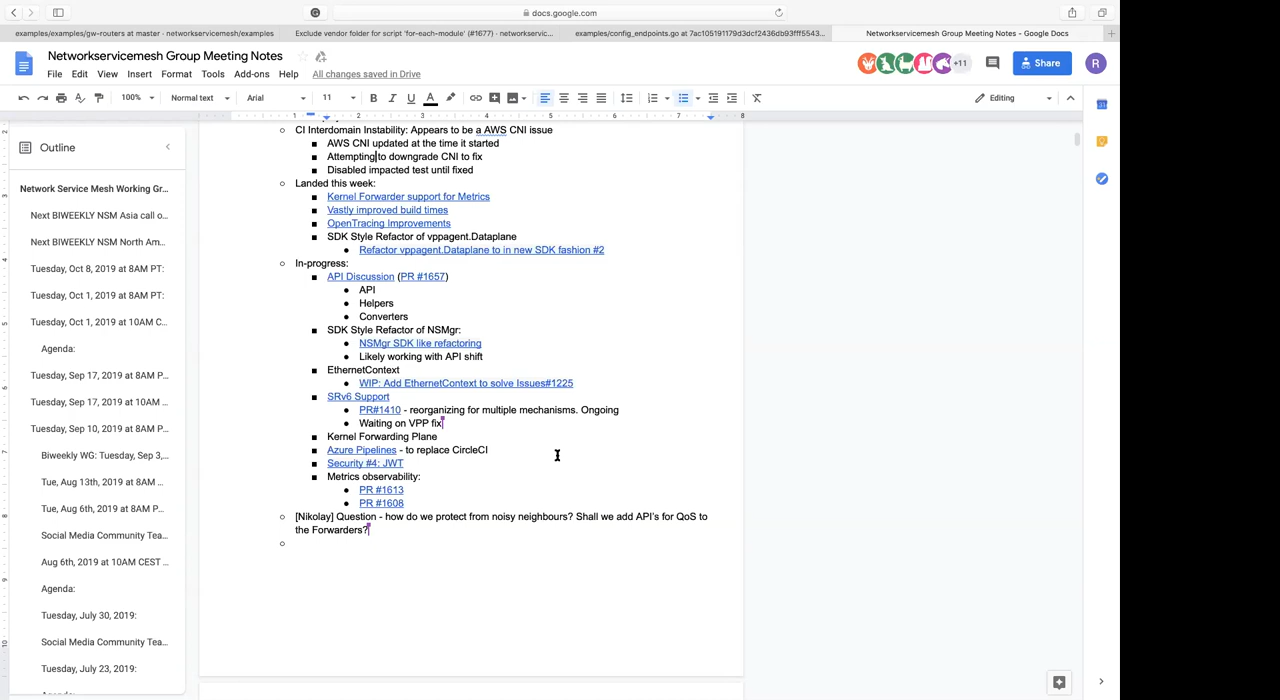 docs.google.com
examples/examples/gw-routers at master · networkservicemesh/examples
Exclude vendor folder for script 'for-each-module' (#1677) · networkservic...
examples/config_endpoints.go at 7ac105191179d3dcf2436db93fff5543...
Networkservicemesh Group Meeting Notes - Google Docs
Networkservicemesh Group Meeting Notes
File Edit View Insert Format Tools Add-ons Help All changes saved in Drive
+11
Share
R
100% Normal text Arial 11 B I U A Editing
1 2 3 4 5 6 7 8
Outline
Network Service Mesh Working Gr...
Next BIWEEKLY NSM Asia call o...
Next BIWEEKLY NSM North Am...
Tuesday, Oct 8, 2019 at 8AM PT:
Tuesday, Oct 1, 2019 at 8AM PT:
Tuesday, Oct 1, 2019 at 10AM C...
Agenda:
Tuesday, Sep 17, 2019 at 8AM P...
Tuesday, Sep 17, 2019 at 10AM ...
Tuesday, Sep 10, 2019 at 8AM P...
Biweekly WG: Tuesday, Sep 3,...
Tue, Aug 13th, 2019 at 8AM ...
Tue, Aug 6th, 2019 at 8AM PT...
Social Media Community Tea...
Aug 6th, 2019 at 10AM CEST ...
Agenda:
Tuesday, July 30, 2019:
Social Media Community Tea...
Tuesday, July 23, 2019:
CI Interdomain Instability: Appears to be a AWS CNI issue
AWS CNI updated at the time it started
Attempting to downgrade CNI to fix
Disabled impacted test until fixed
Landed this week:
Kernel Forwarder support for Metrics
Vastly improved build times
OpenTracing Improvements
SDK Style Refactor of vppagent.Dataplane
Refactor vppagent.Dataplane to in new SDK fashion #2
In-progress:
API Discussion (PR #1657)
API
Helpers
Converters
SDK Style Refactor of NSMgr:
NSMgr SDK like refactoring
Likely working with API shift
EthernetContext
WIP: Add EthernetContext to solve Issues#1225
SRv6 Support
PR#1410 - reorganizing for multiple mechanisms. Ongoing
Waiting on VPP fix
Kernel Forwarding Plane
Azure Pipelines - to replace CircleCI
Security #4: JWT
Metrics observability:
PR #1613
PR #1608
[Nikolay] Question - how do we protect from noisy neighbours? Shall we add API's for QoS to
the Forwarders?